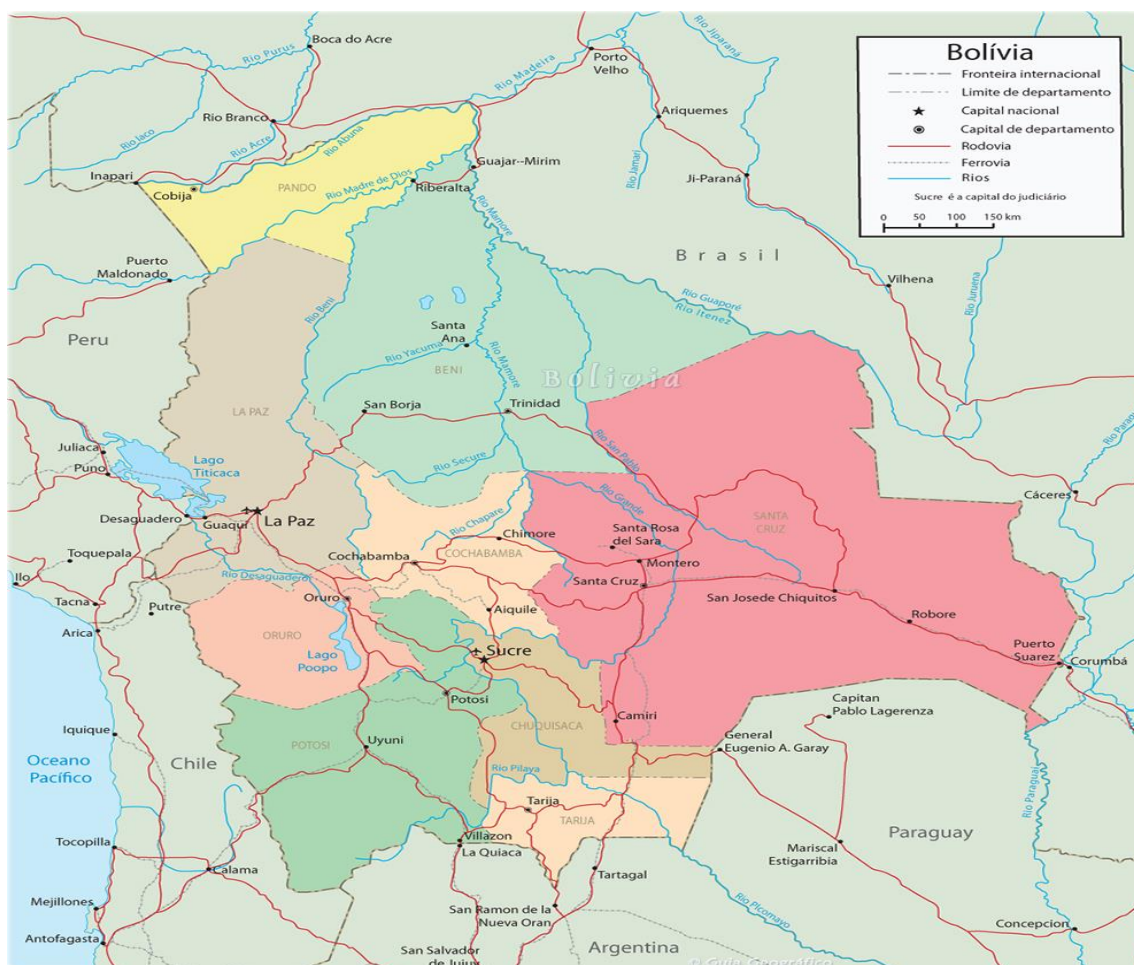 Bolívia
Fronteira internacional
Limite de departamento
Capital nacional
Capital de departamento
Rodovia
Ferrovia
Rios
Sucre é a capital do judiciário
0 50 100 150 km
Boca do Acre
Rio Purus
Rio Jiparaná
Porto
Velho
Rio Madeira
Rio Branco
Ariquemes
Rio Iaco
Rio Acre
Rio Abuna
Rio Jamari
Guajar--Mirim
Inapari
Cobija
PANDO
Rio Madre de Dios
Riberalta
Ji-Paraná
Rio Mamore
Brasil
Puerto
Maldonado
Vilhena
Rio Juruena
Rio Guaporé
Rio Itenez
Rio Beni
Peru
Santa
Ana
Rio Yacuma
BENI
Rio Mamore
Bolivia
LA PAZ
San Borja
Trinidad
Juliaca
Puno
Lago
Titicaca
Rio Secure
Rio San Pablo
Rio Grande
Cáceres
Desaguadero
Guaqui
La Paz
Rio Chapare
Chimore
Santa Rosa
del Sara
SANTA
CRUZ
Toquepala
Cochabamba
COCHABAMBA
Montero
Ilo
Rio Desaguadero
Santa Cruz
San Josede Chiquitos
Tacna
Putre
Oruro
Aiquile
Robore
Arica
ORURO
Lago
Poopo
Sucre
Puerto
Suarez
Corumbá
Potosi
Capitan
Pablo Lagerenza
Iquique
CHUQUISACA
Camiri
General
Eugenio A. Garay
POTOSI
Uyuni
Oceano
Pacífico
Chile
Rio Pilaya
Rio Paraguai
Tarija
TARIJA
Paraguay
Tocopilla
Villazon
La Quiaca
Mariscal
Estigarribia
Calama
Tartagal
Rio Plcomayo
Mejillones
San Ramon de la
Nueva Oran
Concepcion
Antofagasta
San Salvador
de Jujuy
Argentina
© Guia Geográfico